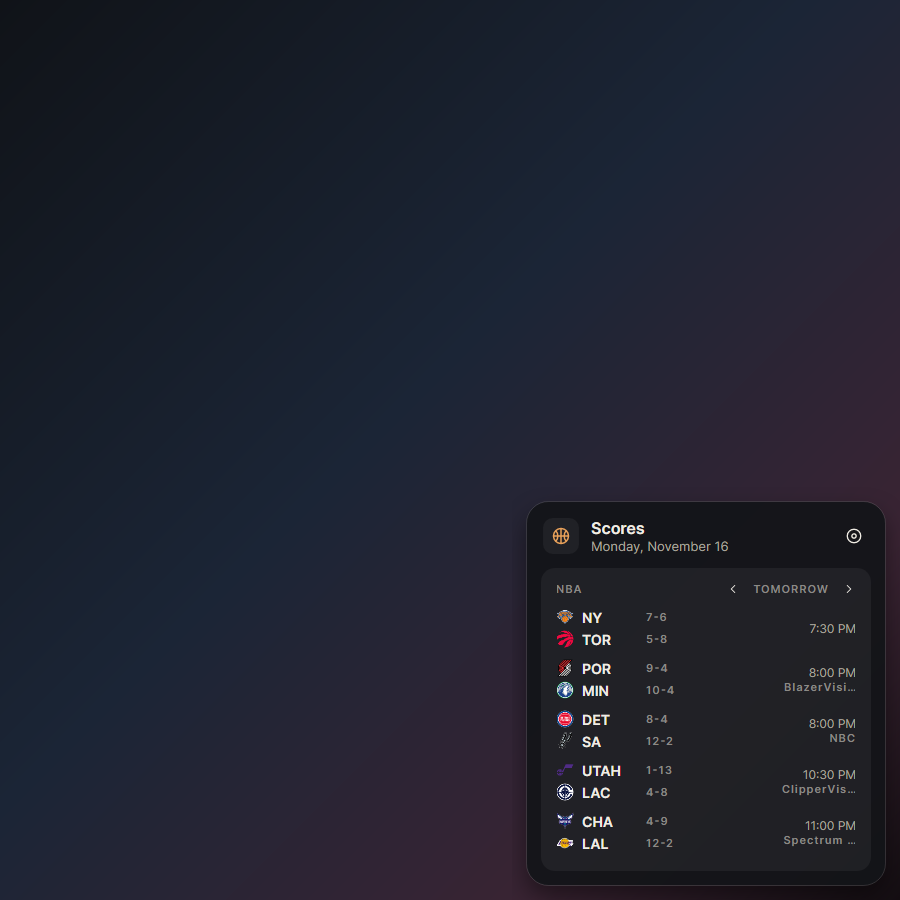 Scores
Monday, November 16
NBA
TOMORROW
NY 7-6
TOR 5-8
7:30 PM
POR 9-4
MIN 10-4
8:00 PM
BlazerVisi…
DET 8-4
SA 12-2
8:00 PM
NBC
UTAH 1-13
LAC 4-8
10:30 PM
ClipperVis…
CHA 4-9
LAL 12-2
11:00 PM
Spectrum …